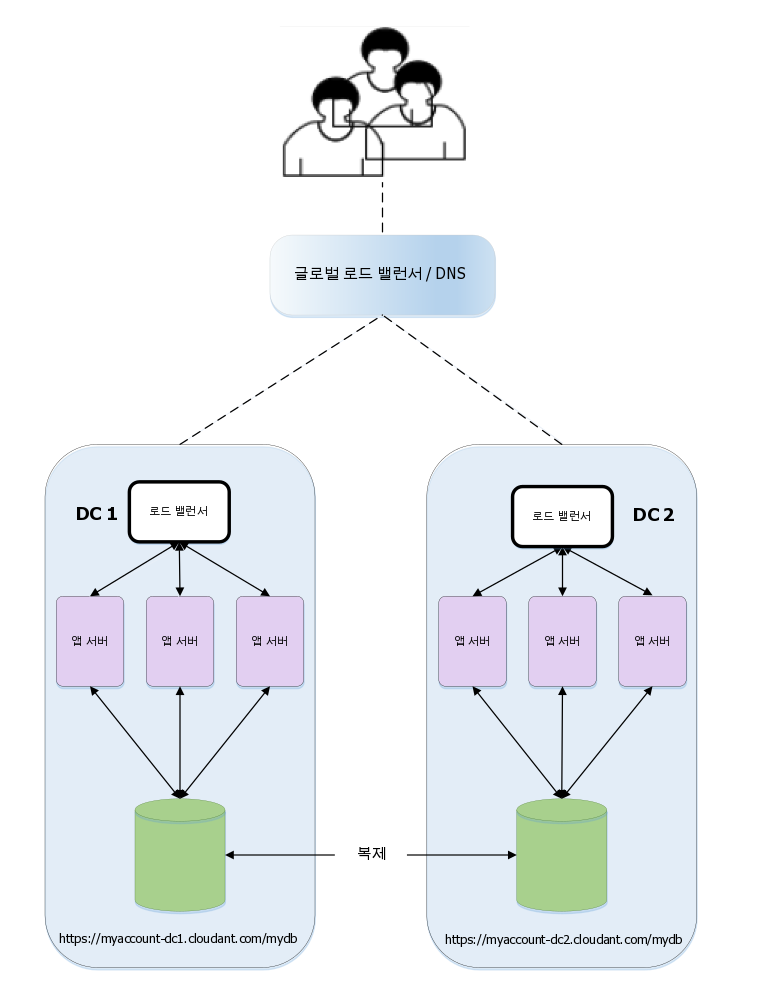 글로벌 로드 밸런서 / DNS
DC 1
로드 밸런서
로드 밸런서
DC 2
앱 서버
앱 서버
앱 서버
앱 서버
앱 서버
앱 서버
복제
https://myaccount-dc1.cloudant.com/mydb
https://myaccount-dc2.cloudant.com/mydb